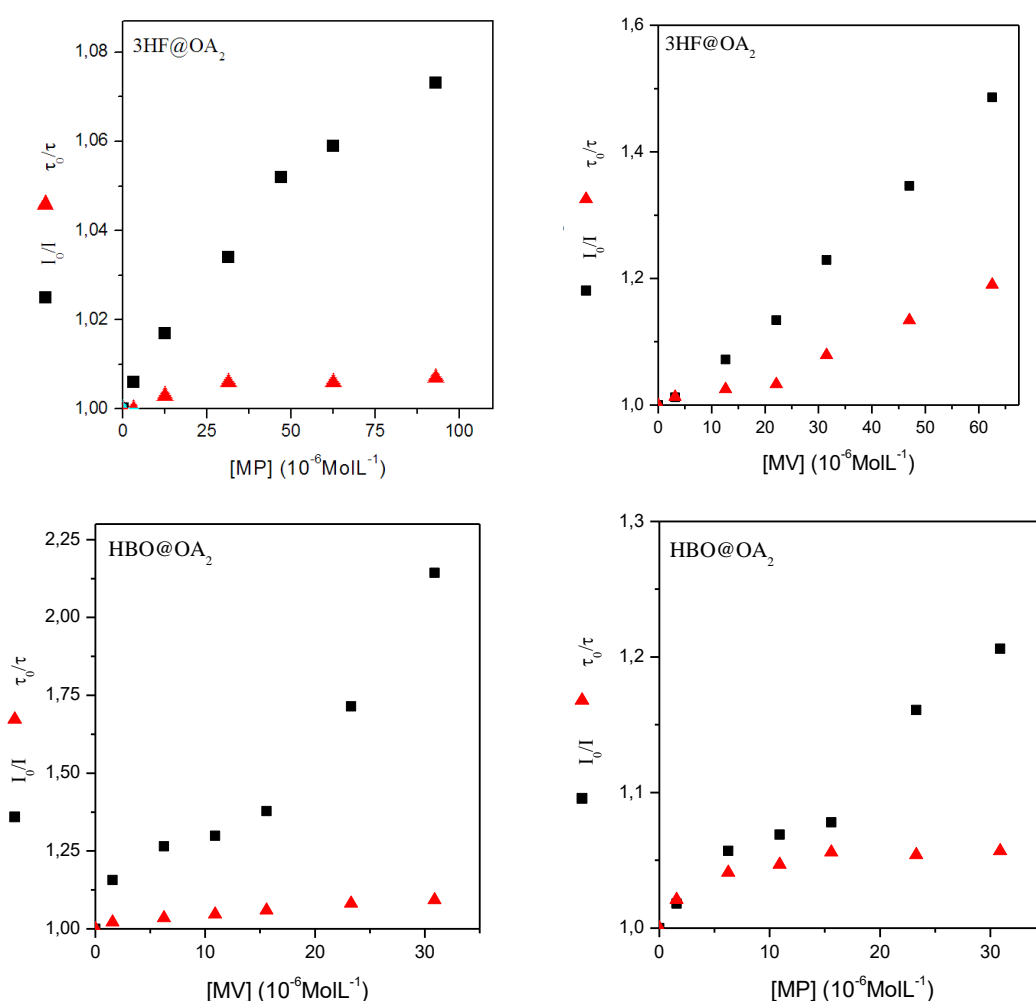 3HF@OA₂
τ₀/τ
I₀/I
1,08
1,06
1,04
1,02
1,00
0 25 50 75 100
[MP] (10⁻⁶MolL⁻¹)
3HF@OA₂
τ₀/τ
I₀/I
1,6
1,4
1,2
1,0
0 10 20 30 40 50 60
[MV] (10⁻⁶MolL⁻¹)
HBO@OA₂
τ₀/τ
I₀/I
2,25
2,00
1,75
1,50
1,25
1,00
0 10 20 30
[MV] (10⁻⁶MolL⁻¹)
HBO@OA₂
τ₀/τ
I₀/I
1,3
1,2
1,1
1,0
0 10 20 30
[MP] (10⁻⁶MolL⁻¹)